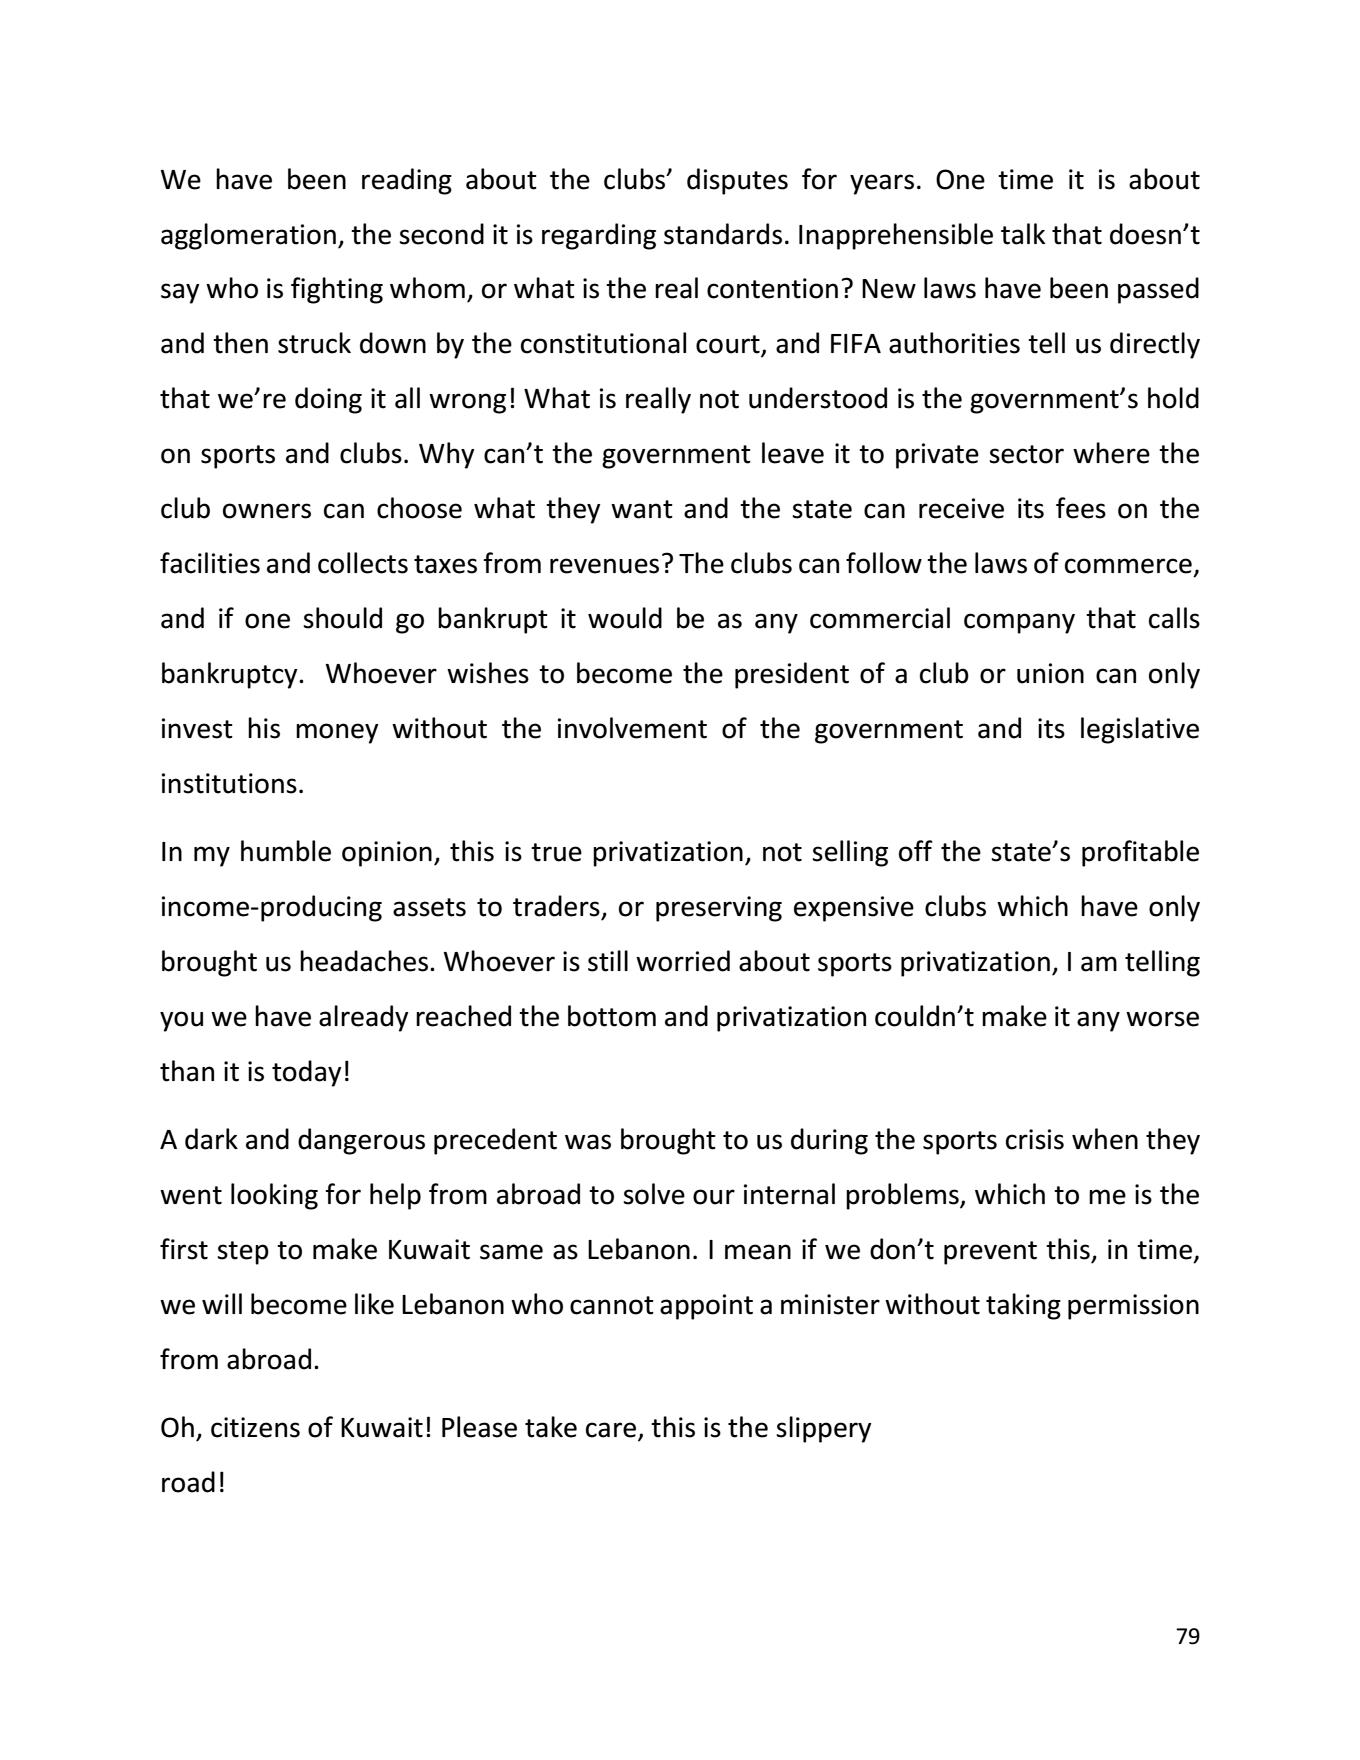 We have been reading about the clubs’ disputes for years. One time it is about
agglomeration, the second it is regarding standards. Inapprehensible talk that doesn’t
say who is fighting whom, or what is the real contention? New laws have been passed
and then struck down by the constitutional court, and FIFA authorities tell us directly
that we’re doing it all wrong! What is really not understood is the government’s hold
on sports and clubs. Why can’t the government leave it to private sector where the
club owners can choose what they want and the state can receive its fees on the
facilities and collects taxes from revenues? The clubs can follow the laws of commerce,
and if one should go bankrupt it would be as any commercial company that calls
bankruptcy.  Whoever wishes to become the president of a club or union can only
invest his money without the involvement of the government and its legislative
institutions.
In my humble opinion, this is true privatization, not selling off the state’s profitable
income-producing assets to traders, or preserving expensive clubs which have only
brought us headaches. Whoever is still worried about sports privatization, I am telling
you we have already reached the bottom and privatization couldn’t make it any worse
than it is today!
A dark and dangerous precedent was brought to us during the sports crisis when they
went looking for help from abroad to solve our internal problems, which to me is the
first step to make Kuwait same as Lebanon. I mean if we don’t prevent this, in time,
we will become like Lebanon who cannot appoint a minister without taking permission
from abroad.
Oh, citizens of Kuwait! Please take care, this is the slippery
road!
79